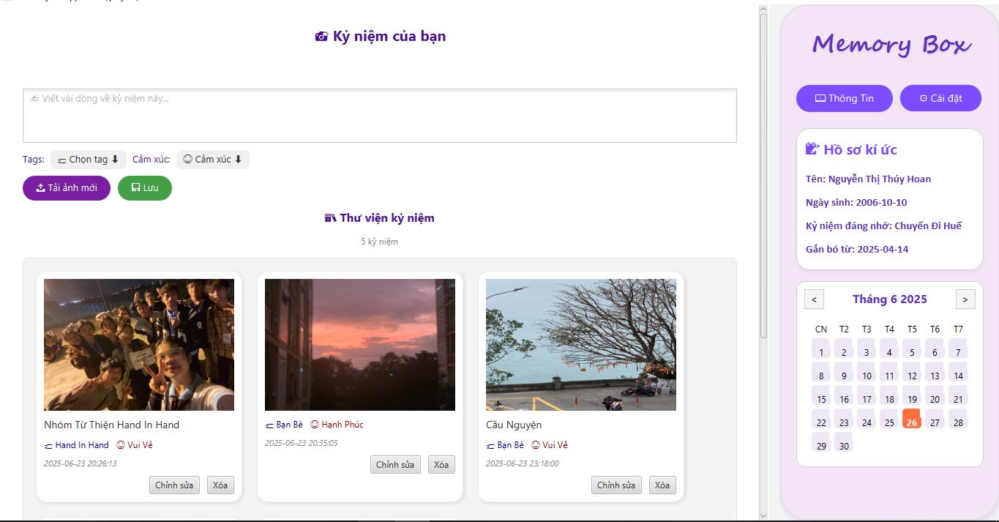 Kỷ niệm của bạn
Viết vài dòng về kỷ niệm này...
Tags: Chọn tag ⬇ Cảm xúc: Cảm xúc ⬇
Tải ảnh mới Lưu
Thư viện kỷ niệm
5 kỷ niệm
Nhóm Từ Thiện Hand In Hand
Hand In Hand Vui Vẻ
2025-06-23 20:26:13
Chỉnh sửa Xóa
Bạn Bè Hạnh Phúc
2025-06-23 20:35:05
Chỉnh sửa Xóa
Cầu Nguyện
Bạn Bè Vui Vẻ
2025-06-23 23:18:00
Chỉnh sửa Xóa
Memory Box
Thông Tin Cài đặt
Hồ sơ kí ức
Tên: Nguyễn Thị Thúy Hoan
Ngày sinh: 2006-10-10
Kỷ niệm đáng nhớ: Chuyến Đi Huế
Gắn bó từ: 2025-04-14
< Tháng 6 2025 >
CN T2 T3 T4 T5 T6 T7
1 2 3 4 5 6 7
8 9 10 11 12 13 14
15 16 17 18 19 20 21
22 23 24 25 26 27 28
29 30